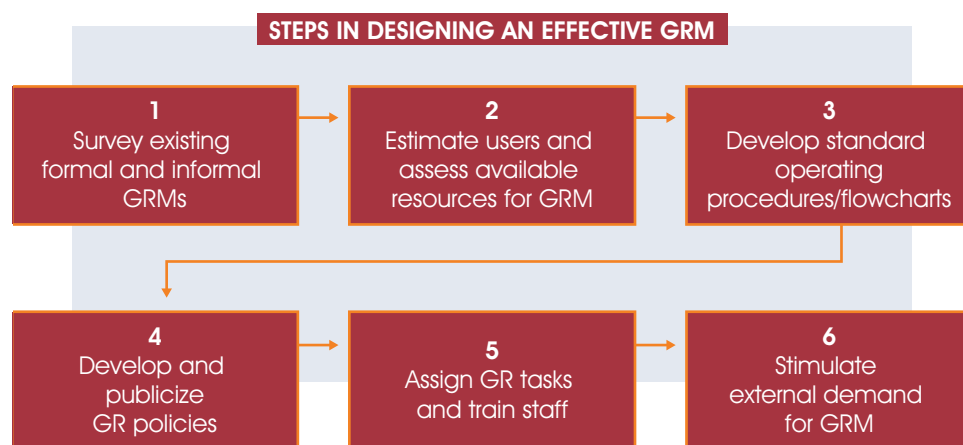 STEPS IN DESIGNING AN EFFECTIVE GRM
1
Survey existing
formal and informal
GRMs
2
Estimate users and
assess available
resources for GRM
3
Develop standard
operating
procedures/flowcharts
4
Develop and
publicize
GR policies
5
Assign GR tasks
and train staff
6
Stimulate
external demand
for GRM